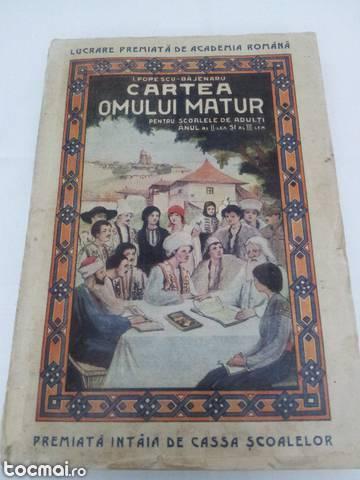 LUCRARE PREMIATĂ DE ACADEMIA ROMÂNĂ
I. POPESCU-BĂJENARU
CARTEA
OMULUI MATUR
PENTRU ȘCOALELE DE ADULȚI
ANUL AL II-LEA ȘI AL III-LEA
PREMIATĂ INTÂIA DE CASSA ȘCOALELOR
tocmai.ro